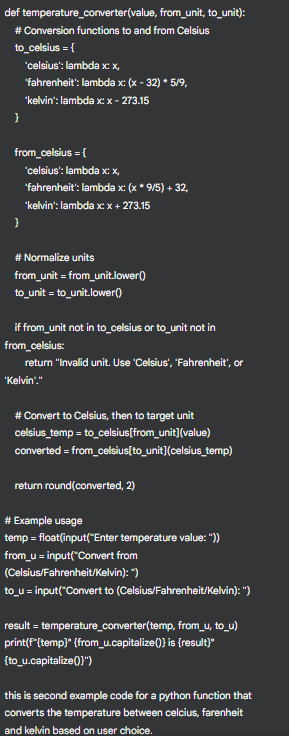 def temperature_converter(value, from_unit, to_unit):
# Conversion functions to and from Celsius
to_celsius = {
'celsius': lambda x: x,
'fahrenheit': lambda x: (x - 32) * 5/9,
'kelvin': lambda x: x - 273.15
}
from_celsius = {
'celsius': lambda x: x,
'fahrenheit': lambda x: (x * 9/5) + 32,
'kelvin': lambda x: x + 273.15
}
# Normalize units
from_unit = from_unit.lower()
to_unit = to_unit.lower()
if from_unit not in to_celsius or to_unit not in
from_celsius:
return "Invalid unit. Use 'Celsius', 'Fahrenheit', or
'Kelvin'."
# Convert to Celsius, then to target unit
celsius_temp = to_celsius[from_unit](value)
converted = from_celsius[to_unit](celsius_temp)
return round(converted, 2)
# Example usage
temp = float(input("Enter temperature value: "))
from_u = input("Convert from
(Celsius/Fahrenheit/Kelvin): ")
to_u = input("Convert to (Celsius/Fahrenheit/Kelvin): ")
result = temperature_converter(temp, from_u, to_u)
print(f"{temp}° {from_u.capitalize()} is {result}°
{to_u.capitalize()}")
this is second example code for a python function that
converts the temperature between celcius, farenheit
and kelvin based on user choice.